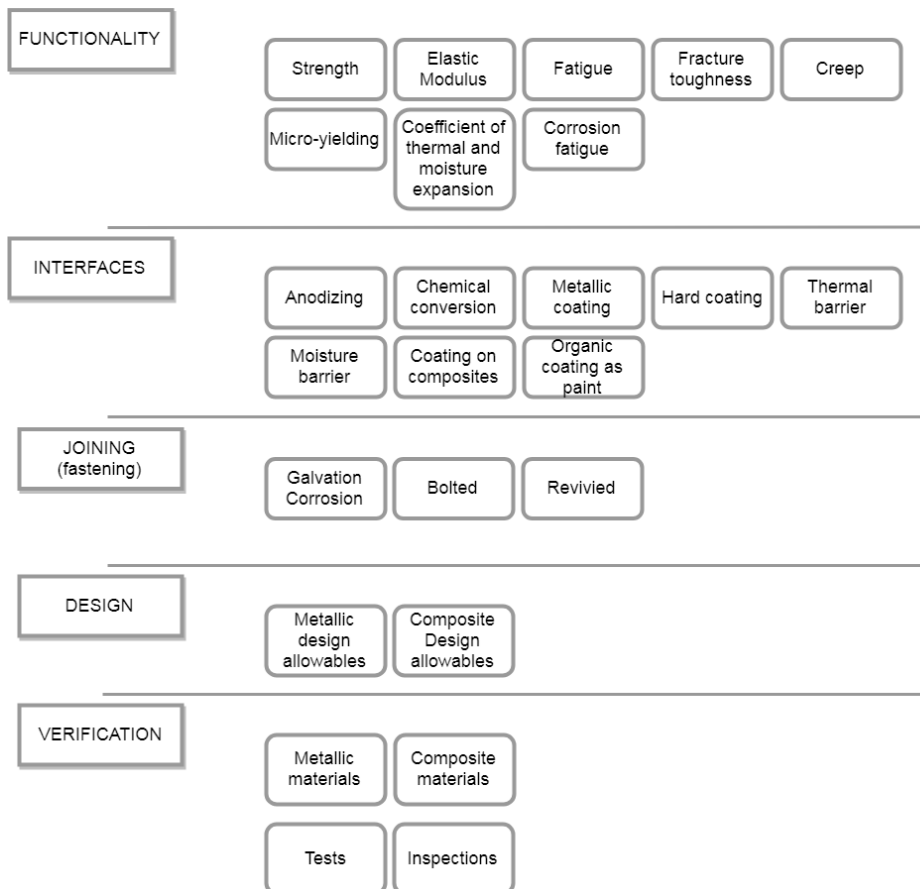 FUNCTIONALITY
Strength
Elastic
Modulus
Fatigue
Fracture
toughness
Creep
Micro-yielding
Coefficient of
thermal and
moisture
expansion
Corrosion
fatigue
INTERFACES
Anodizing
Chemical
conversion
Metallic
coating
Hard coating
Thermal
barrier
Moisture
barrier
Coating on
composites
Organic
coating as
paint
JOINING
(fastening)
Galvation
Corrosion
Bolted
Revivied
DESIGN
Metallic
design
allowables
Composite
Design
allowables
VERIFICATION
Metallic
materials
Composite
materials
Tests
Inspections